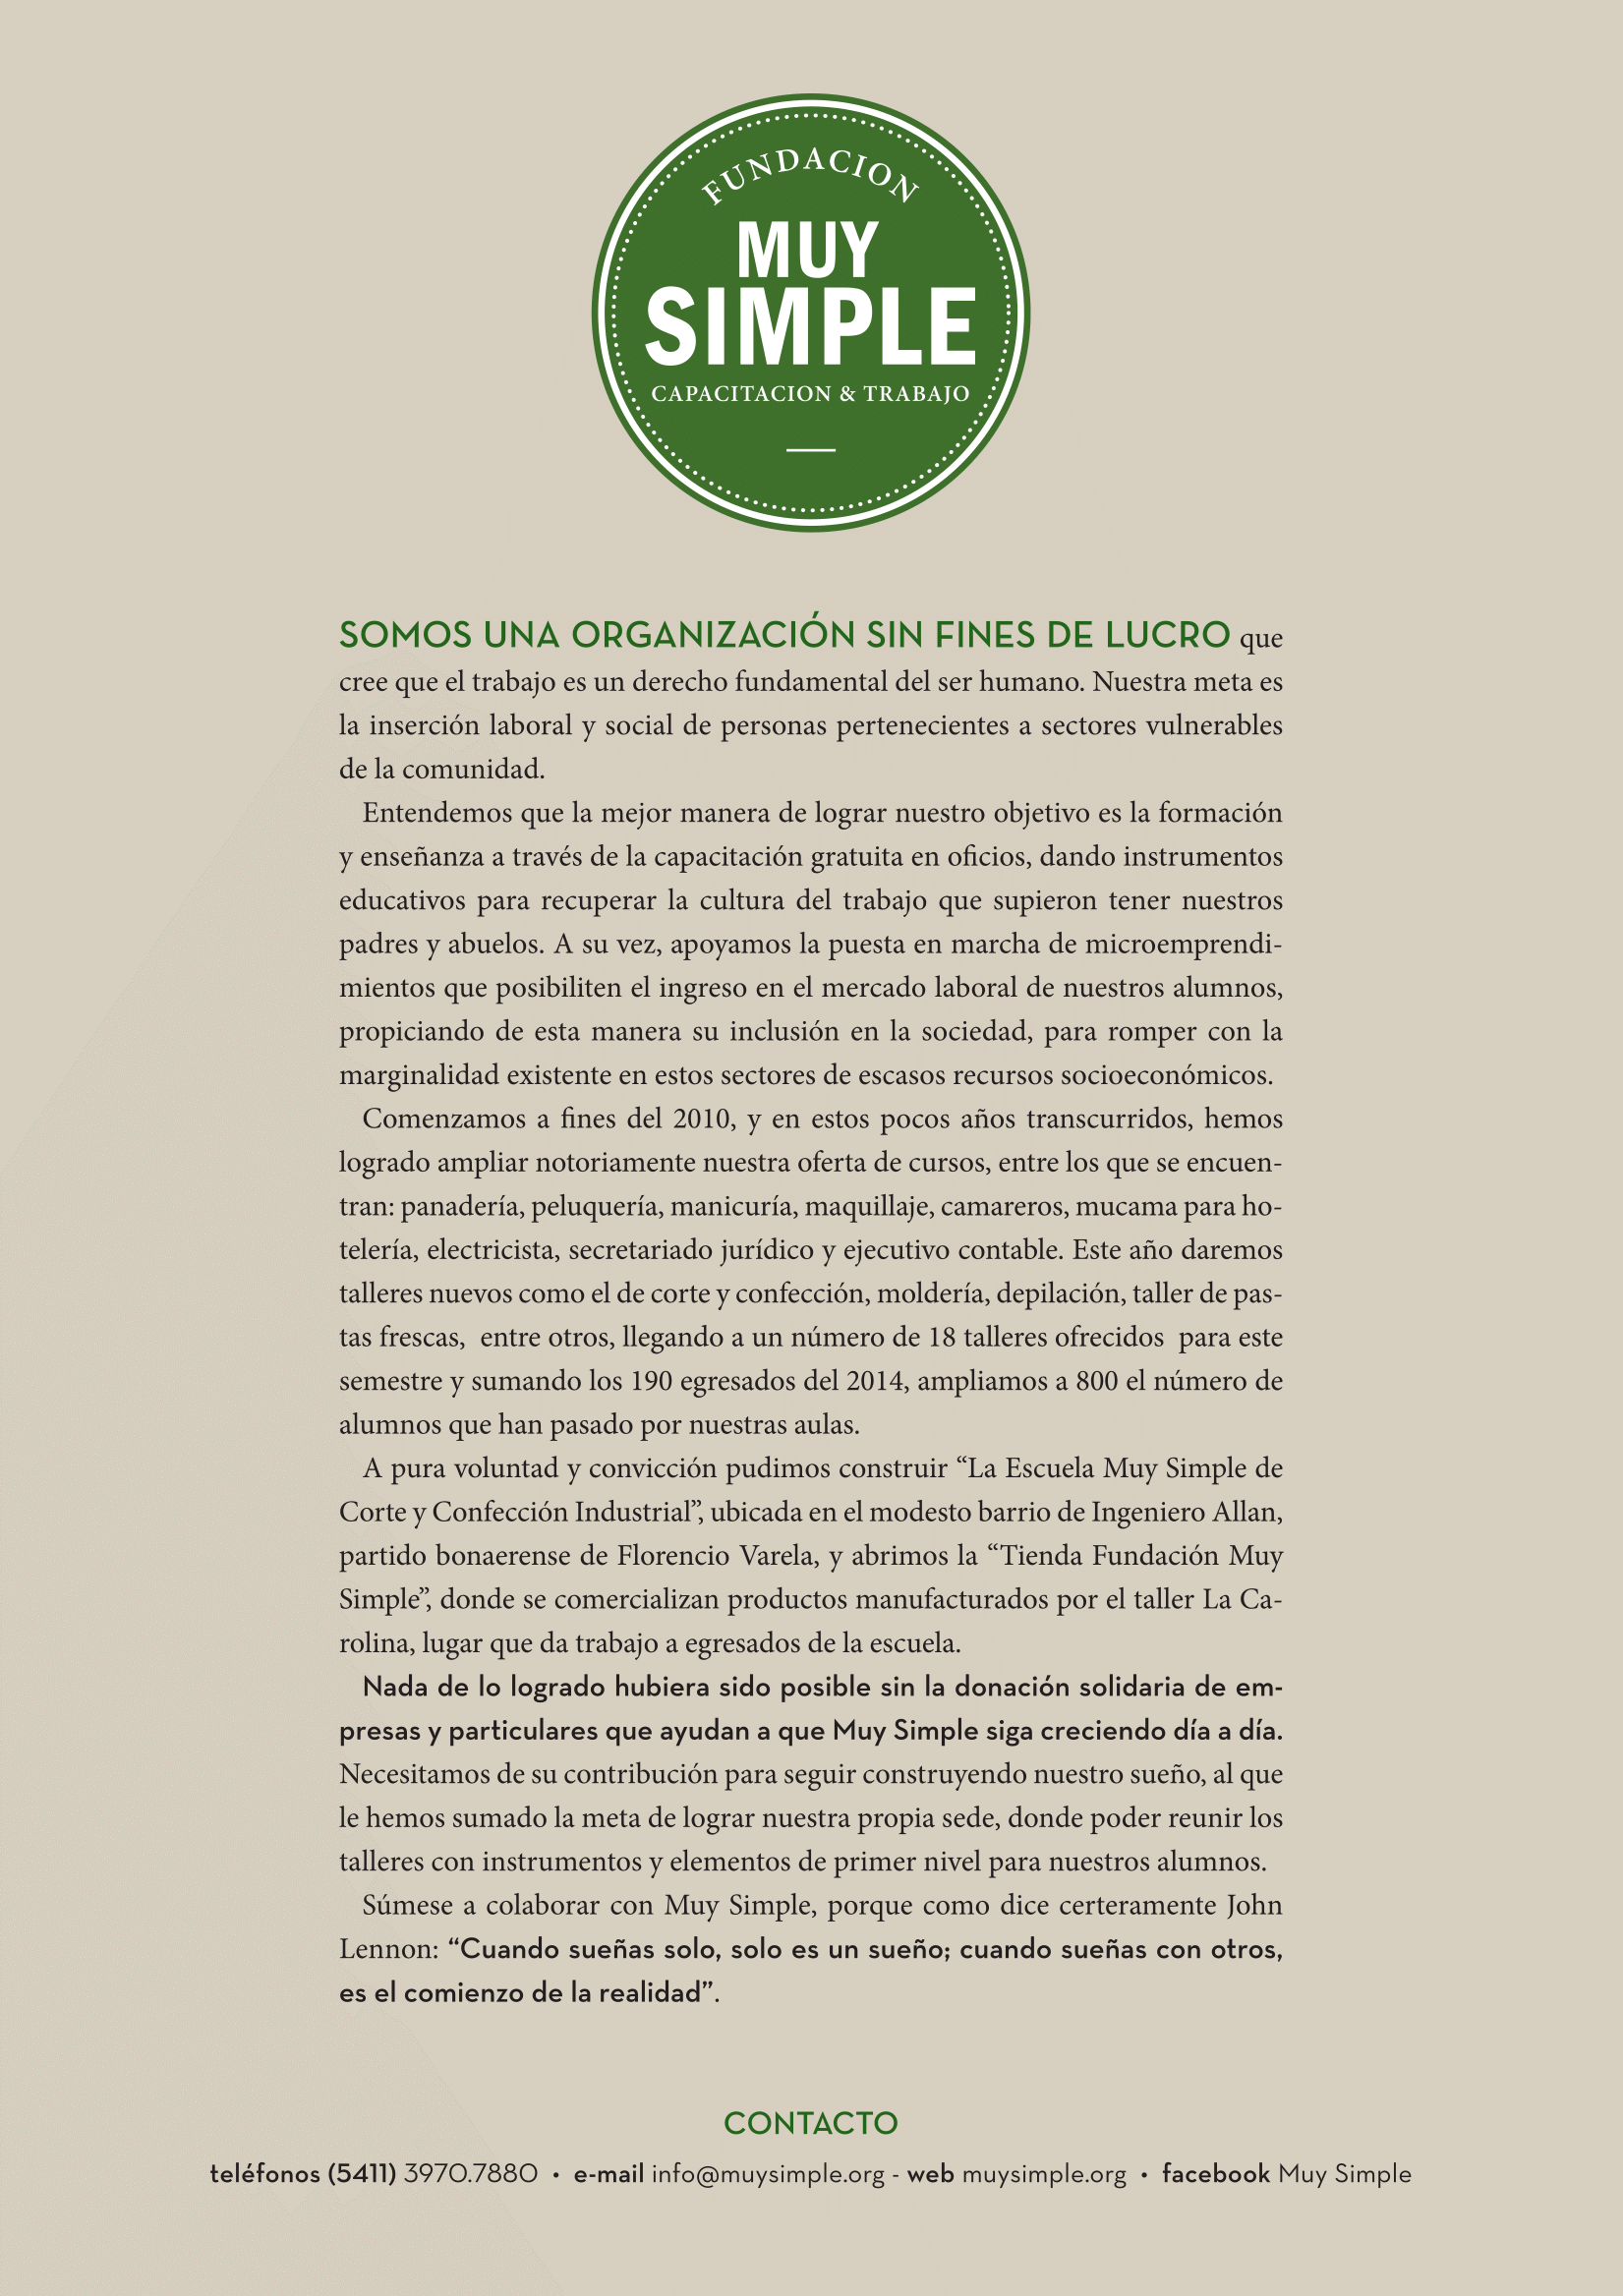 FUNDACION
MUY
SIMPLE
CAPACITACION & TRABAJO
SOMOS UNA ORGANIZACIÓN SIN FINES DE LUCRO que
cree que el trabajo es un derecho fundamental del ser humano. Nuestra meta es
la inserción laboral y social de personas pertenecientes a sectores vulnerables
de la comunidad.
Entendemos que la mejor manera de lograr nuestro objetivo es la formación
y enseñanza a través de la capacitación gratuita en oficios, dando instrumentos
educativos para recuperar la cultura del trabajo que supieron tener nuestros
padres y abuelos. A su vez, apoyamos la puesta en marcha de microemprendi-
mientos que posibiliten el ingreso en el mercado laboral de nuestros alumnos,
propiciando de esta manera su inclusión en la sociedad, para romper con la
marginalidad existente en estos sectores de escasos recursos socioeconómicos.
Comenzamos a fines del 2010, y en estos pocos años transcurridos, hemos
logrado ampliar notoriamente nuestra oferta de cursos, entre los que se encuen-
tran: panadería, peluquería, manicuría, maquillaje, camareros, mucama para ho-
telería, electricista, secretariado jurídico y ejecutivo contable. Este año daremos
talleres nuevos como el de corte y confección, moldería, depilación, taller de pas-
tas frescas, entre otros, llegando a un número de 18 talleres ofrecidos para este
semestre y sumando los 190 egresados del 2014, ampliamos a 800 el número de
alumnos que han pasado por nuestras aulas.
A pura voluntad y convicción pudimos construir “La Escuela Muy Simple de
Corte y Confección Industrial”, ubicada en el modesto barrio de Ingeniero Allan,
partido bonaerense de Florencio Varela, y abrimos la “Tienda Fundación Muy
Simple”, donde se comercializan productos manufacturados por el taller La Ca-
rolina, lugar que da trabajo a egresados de la escuela.
Nada de lo logrado hubiera sido posible sin la donación solidaria de em-
presas y particulares que ayudan a que Muy Simple siga creciendo día a día.
Necesitamos de su contribución para seguir construyendo nuestro sueño, al que
le hemos sumado la meta de lograr nuestra propia sede, donde poder reunir los
talleres con instrumentos y elementos de primer nivel para nuestros alumnos.
Súmese a colaborar con Muy Simple, porque como dice certeramente John
Lennon: “Cuando sueñas solo, solo es un sueño; cuando sueñas con otros,
es el comienzo de la realidad”.
CONTACTO
teléfonos (5411) 3970.7880 • e-mail info@muysimple.org - web muysimple.org • facebook Muy Simple